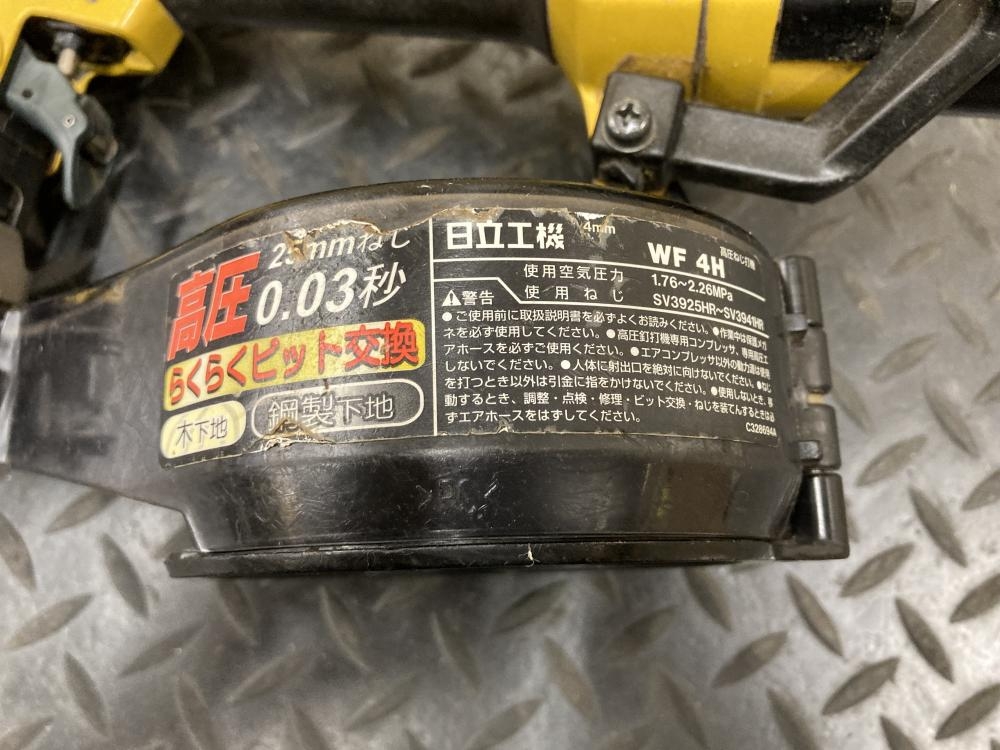 高圧
25mmねじ
0.03秒
らくらくビット交換
木下地
鋼製下地
日立工機
4mm
WF 4H
高圧ねじ打機
使用空気圧力 1.76~2.26MPa
使用ねじ SV3925HR~SV3941HR
警告
●ご使用前に取扱説明書を必ずよくお読みください。●作業中は保護メガ
ネを必ず使用してください。●高圧釘打機専用コンプレッサ、専用高圧エ
アホースを必ずご使用ください。●エアコンプレッサ以外の動力源は使用
しないでください。●人体に射出口を絶対に向けないでください。●ねじ
を打つとき以外は引金に指をかけないでください。●使用しないとき、移
動するとき、調整・点検・修理・ビット交換・ねじを装てんするときは必
ずエアホースをはずしてください。
C328694A